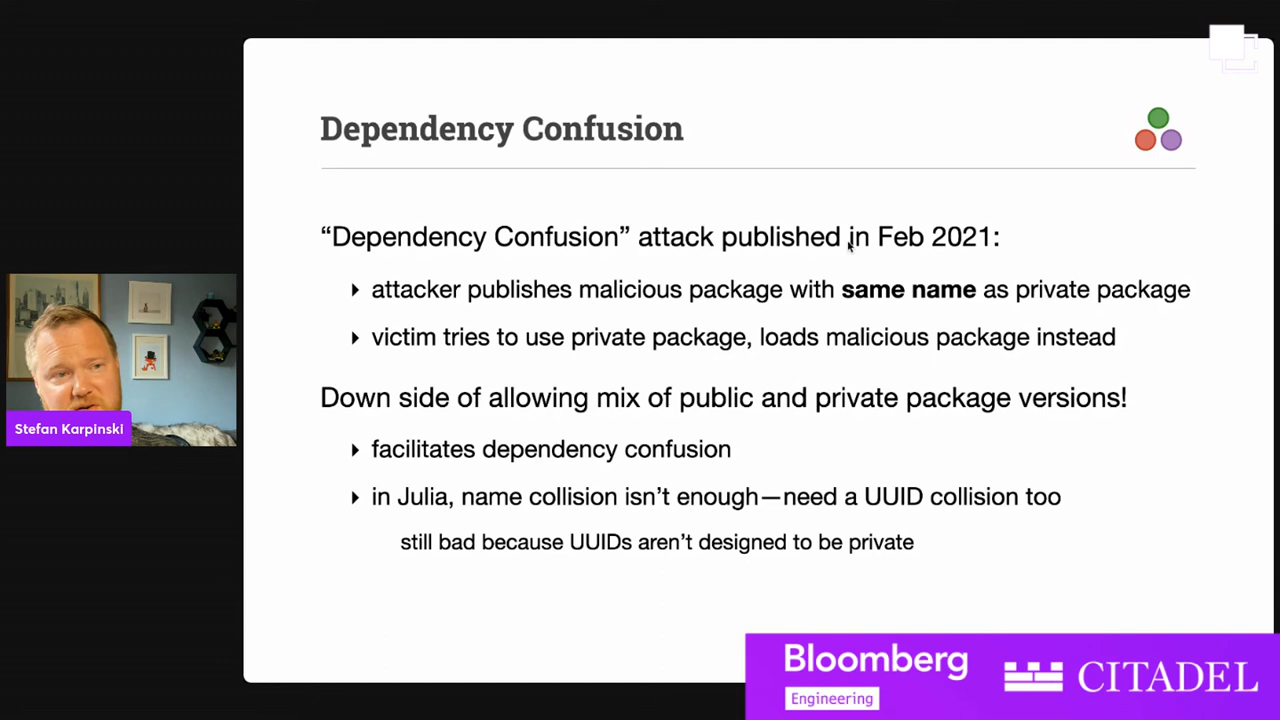 Dependency Confusion
“Dependency Confusion” attack published in Feb 2021:
‣ attacker publishes malicious package with same name as private package
‣ victim tries to use private package, loads malicious package instead
Down side of allowing mix of public and private package versions!
‣ facilitates dependency confusion
‣ in Julia, name collision isn’t enough—need a UUID collision too
still bad because UUIDs aren’t designed to be private
Stefan Karpinski
Bloomberg
Engineering
CITADEL